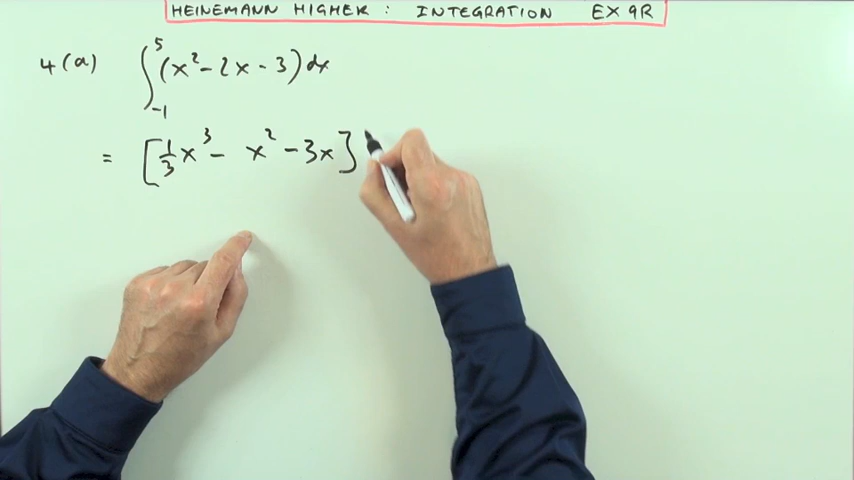 HEINEMANN HIGHER : INTEGRATION EX 9R
4(a) ∫₋₁⁵ (x² - 2x - 3) dx
= [⅓x³ - x² - 3x]